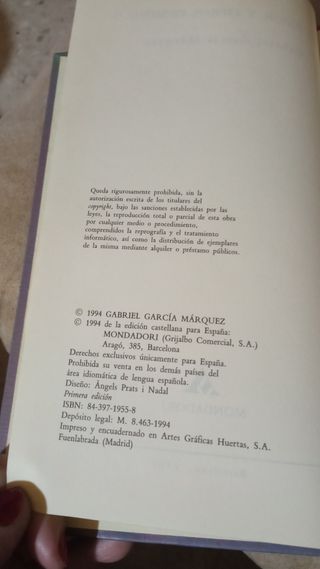 Queda rigurosamente prohibida, sin la
autorización escrita de los titulares del
copyright, bajo las sanciones establecidas por las
leyes, la reproducción total o parcial de esta obra
por cualquier medio o procedimiento,
comprendidos la reprografía y el tratamiento
informático, así como la distribución de ejemplares
de la misma mediante alquiler o préstamo públicos.
© 1994 GABRIEL GARCÍA MÁRQUEZ
© 1994 de la edición castellana para España:
MONDADORI (Grijalbo Comercial, S.A.)
Aragó, 385, Barcelona
Derechos exclusivos únicamente para España.
Prohibida su venta en los demás países del
área idiomática de lengua española.
Diseño: Àngels Prats i Nadal
Primera edición
ISBN: 84-397-1955-8
Depósito legal: M. 8.463-1994
Impreso y encuadernado en Artes Gráficas Huertas, S.A.
Fuenlabrada (Madrid)